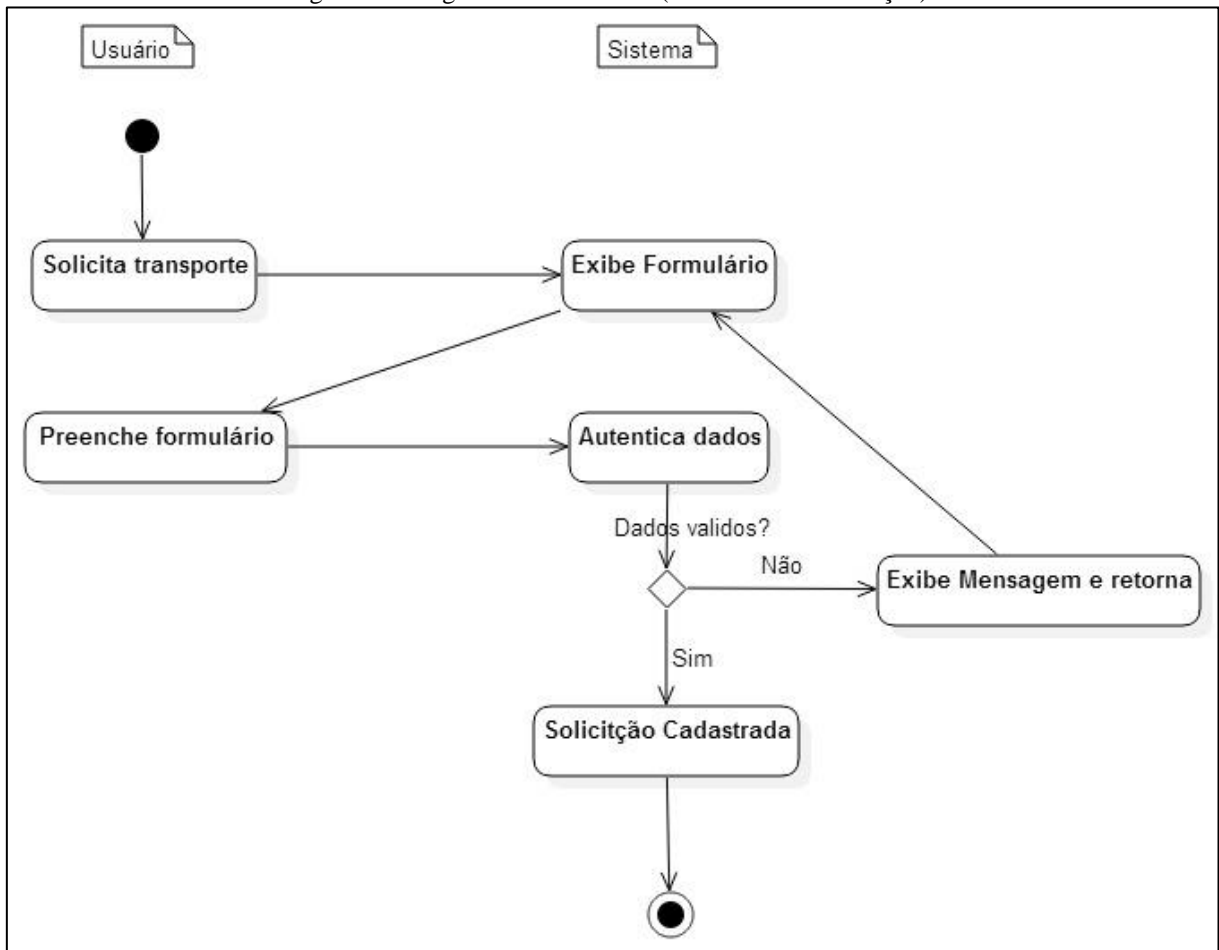 Usuário
Sistema
Solicita transporte
Exibe Formulário
Preenche formulário
Autentica dados
Dados validos?
Não
Exibe Mensagem e retorna
Sim
Solicitção Cadastrada